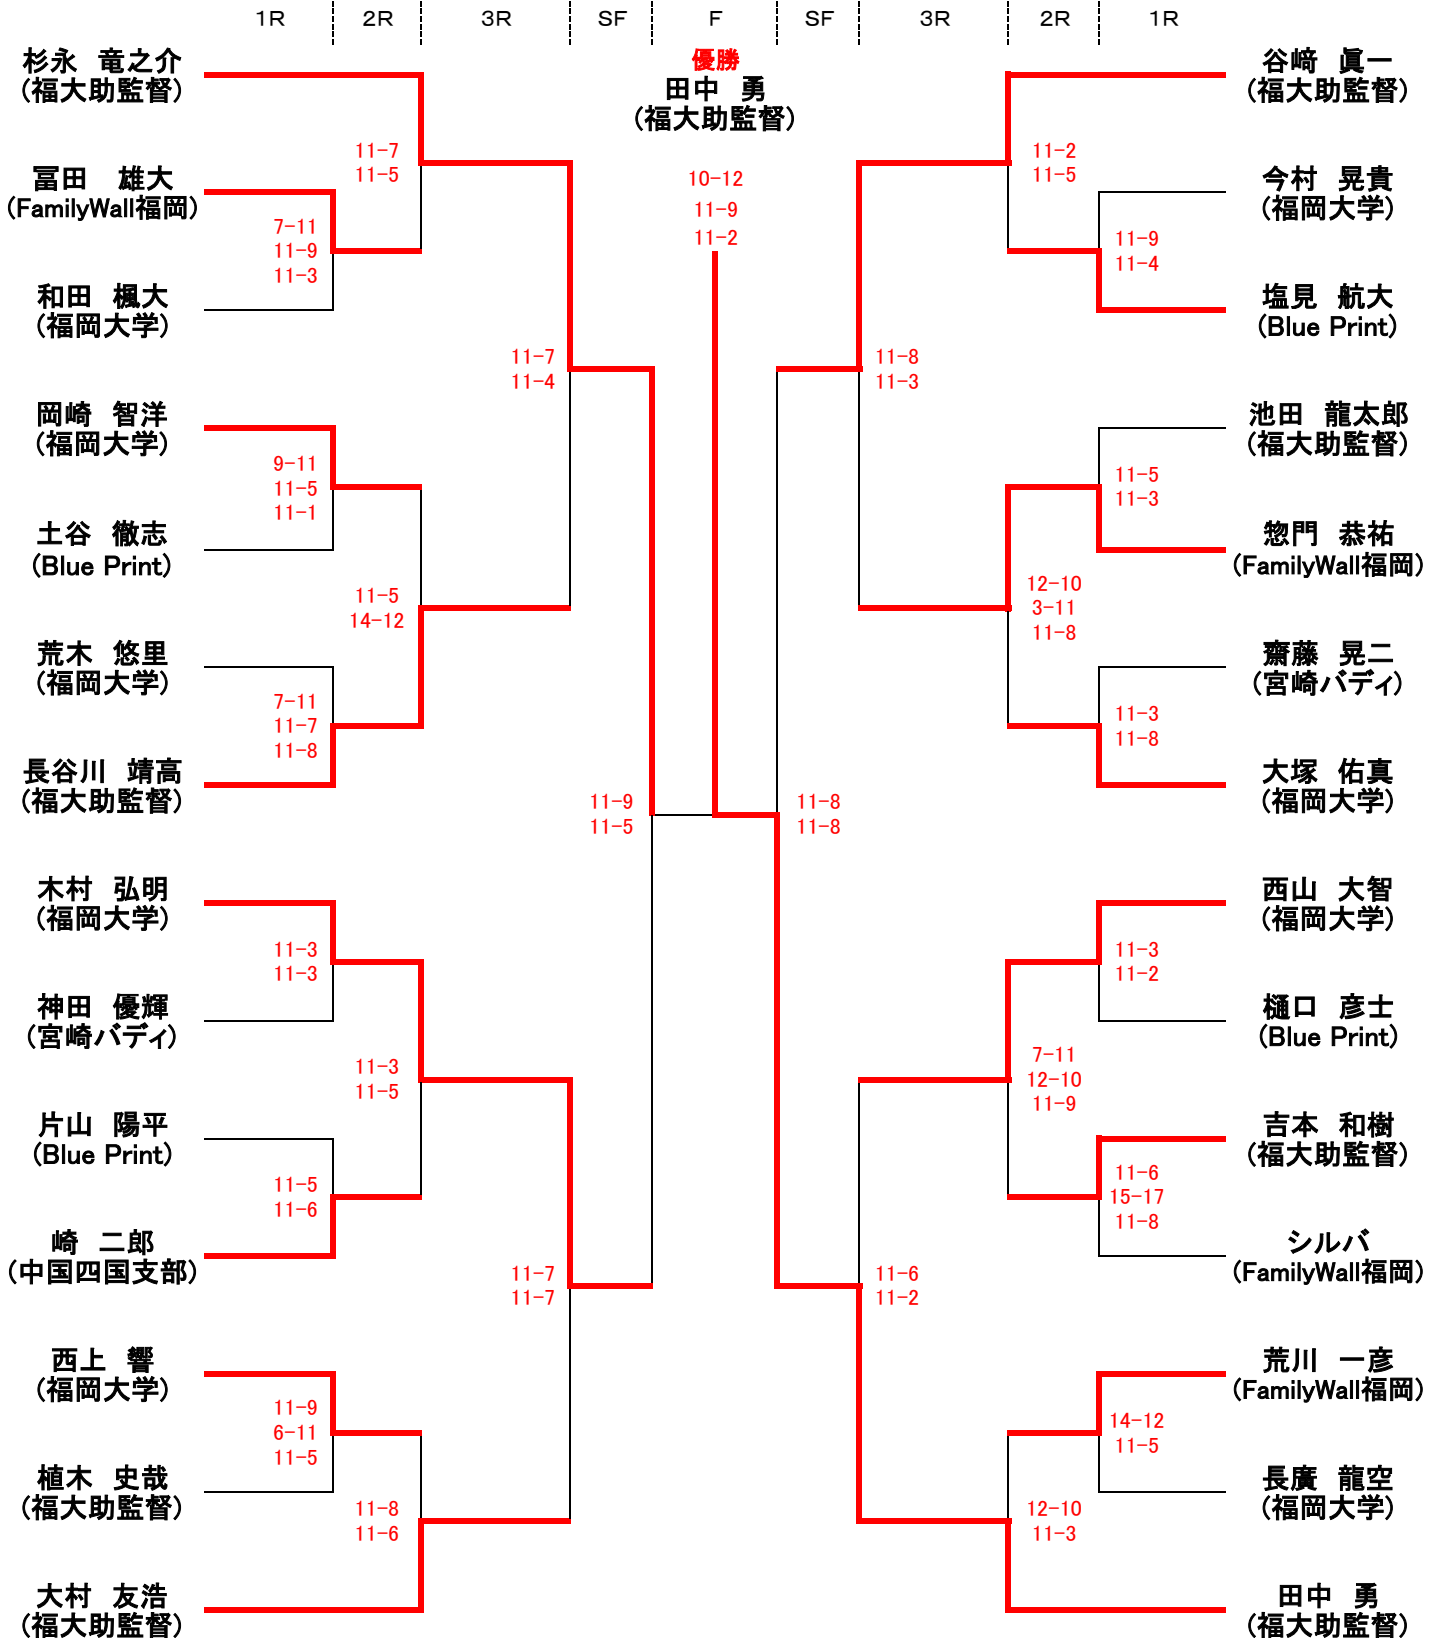 1R 2R 3R SF F SF 3R 2R 1R
優勝
田中 勇
(福大助監督)
10-12
11-9
11-2
杉永 竜之介
(福大助監督)
11-7
11-5
冨田 雄大
(FamilyWall福岡)
7-11
11-9
11-3
和田 楓大
(福岡大学)
11-7
11-4
岡崎 智洋
(福岡大学)
9-11
11-5
11-1
土谷 徹志
(Blue Print)
11-5
14-12
荒木 悠里
(福岡大学)
7-11
11-7
11-8
長谷川 靖高
(福大助監督)
11-9
11-5
木村 弘明
(福岡大学)
11-3
11-3
神田 優輝
(宮崎バディ)
11-3
11-5
片山 陽平
(Blue Print)
11-5
11-6
崎 二郎
(中国四国支部)
11-7
11-7
西上 響
(福岡大学)
11-9
6-11
11-5
植木 史哉
(福大助監督)
11-8
11-6
大村 友浩
(福大助監督)
谷﨑 眞一
(福大助監督)
11-2
11-5
今村 晃貴
(福岡大学)
11-9
11-4
塩見 航大
(Blue Print)
11-8
11-3
池田 龍太郎
(福大助監督)
11-5
11-3
惣門 恭祐
(FamilyWall福岡)
12-10
3-11
11-8
齋藤 晃二
(宮崎バディ)
11-3
11-8
大塚 佑真
(福岡大学)
11-8
11-8
西山 大智
(福岡大学)
11-3
11-2
樋口 彦士
(Blue Print)
7-11
12-10
11-9
吉本 和樹
(福大助監督)
11-6
15-17
11-8
シルバ
(FamilyWall福岡)
11-6
11-2
荒川 一彦
(FamilyWall福岡)
14-12
11-5
長廣 龍空
(福岡大学)
12-10
11-3
田中 勇
(福大助監督)